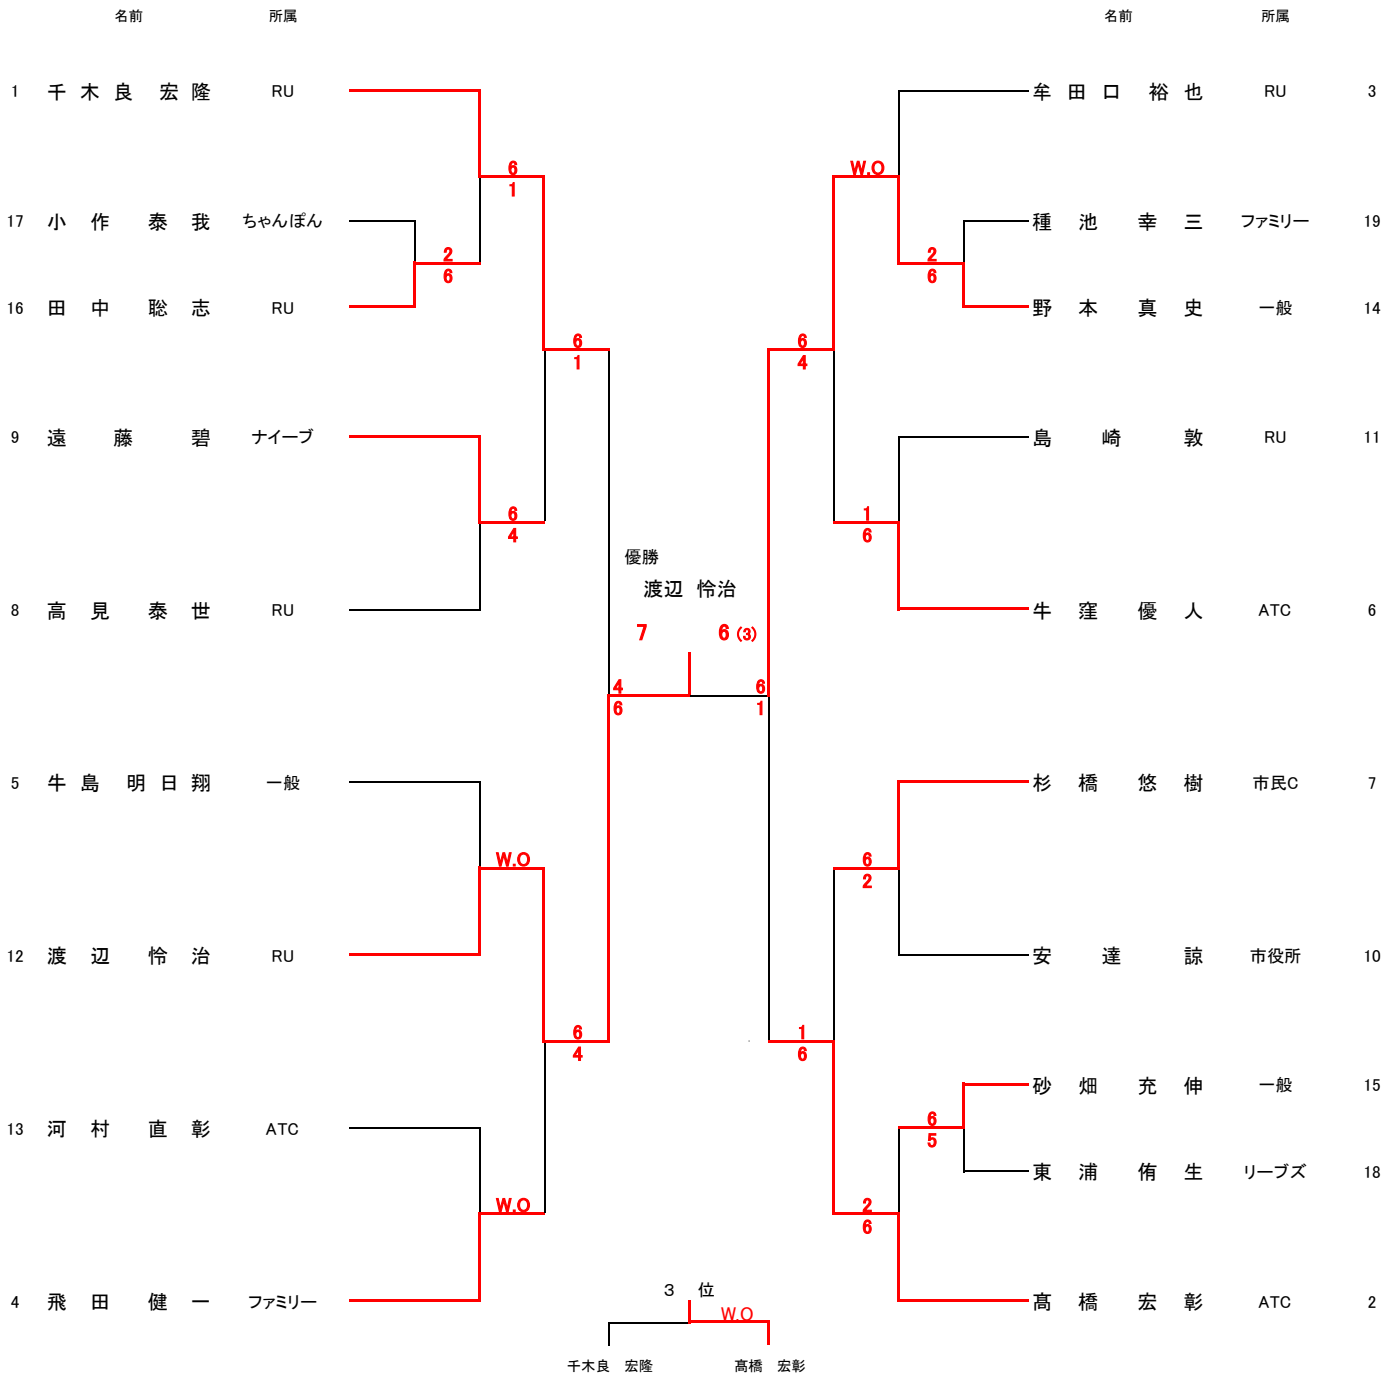 名前 所属 名前 所属
1 千木良 宏隆 RU 牟田口 裕也 RU 3
6 W.O
1
17 小作 泰我 ちゃんぽん 種池 幸三 ファミリー 19
2 2
6 6
16 田中 聡志 RU 野本 真史 一般 14
6 6
1 4
9 遠藤 碧 ナイーブ 島崎 敦 RU 11
6 1
4 6
優勝
渡辺 怜治
8 高見 泰世 RU 牛窪 優人 ATC 6
7 6 (3)
4 6
6 1
5 牛島 明日翔 一般 杉橋 悠樹 市民C 7
W.O 6
2
12 渡辺 怜治 RU 安達 諒 市役所 10
6 1
4 6
砂畑 充伸 一般 15
13 河村 直彰 ATC 6
5
東浦 侑生 リーブズ 18
W.O 2
6
3 位
4 飛田 健一 ファミリー 髙橋 宏彰 ATC 2
W.O
千木良 宏隆 髙橋 宏彰